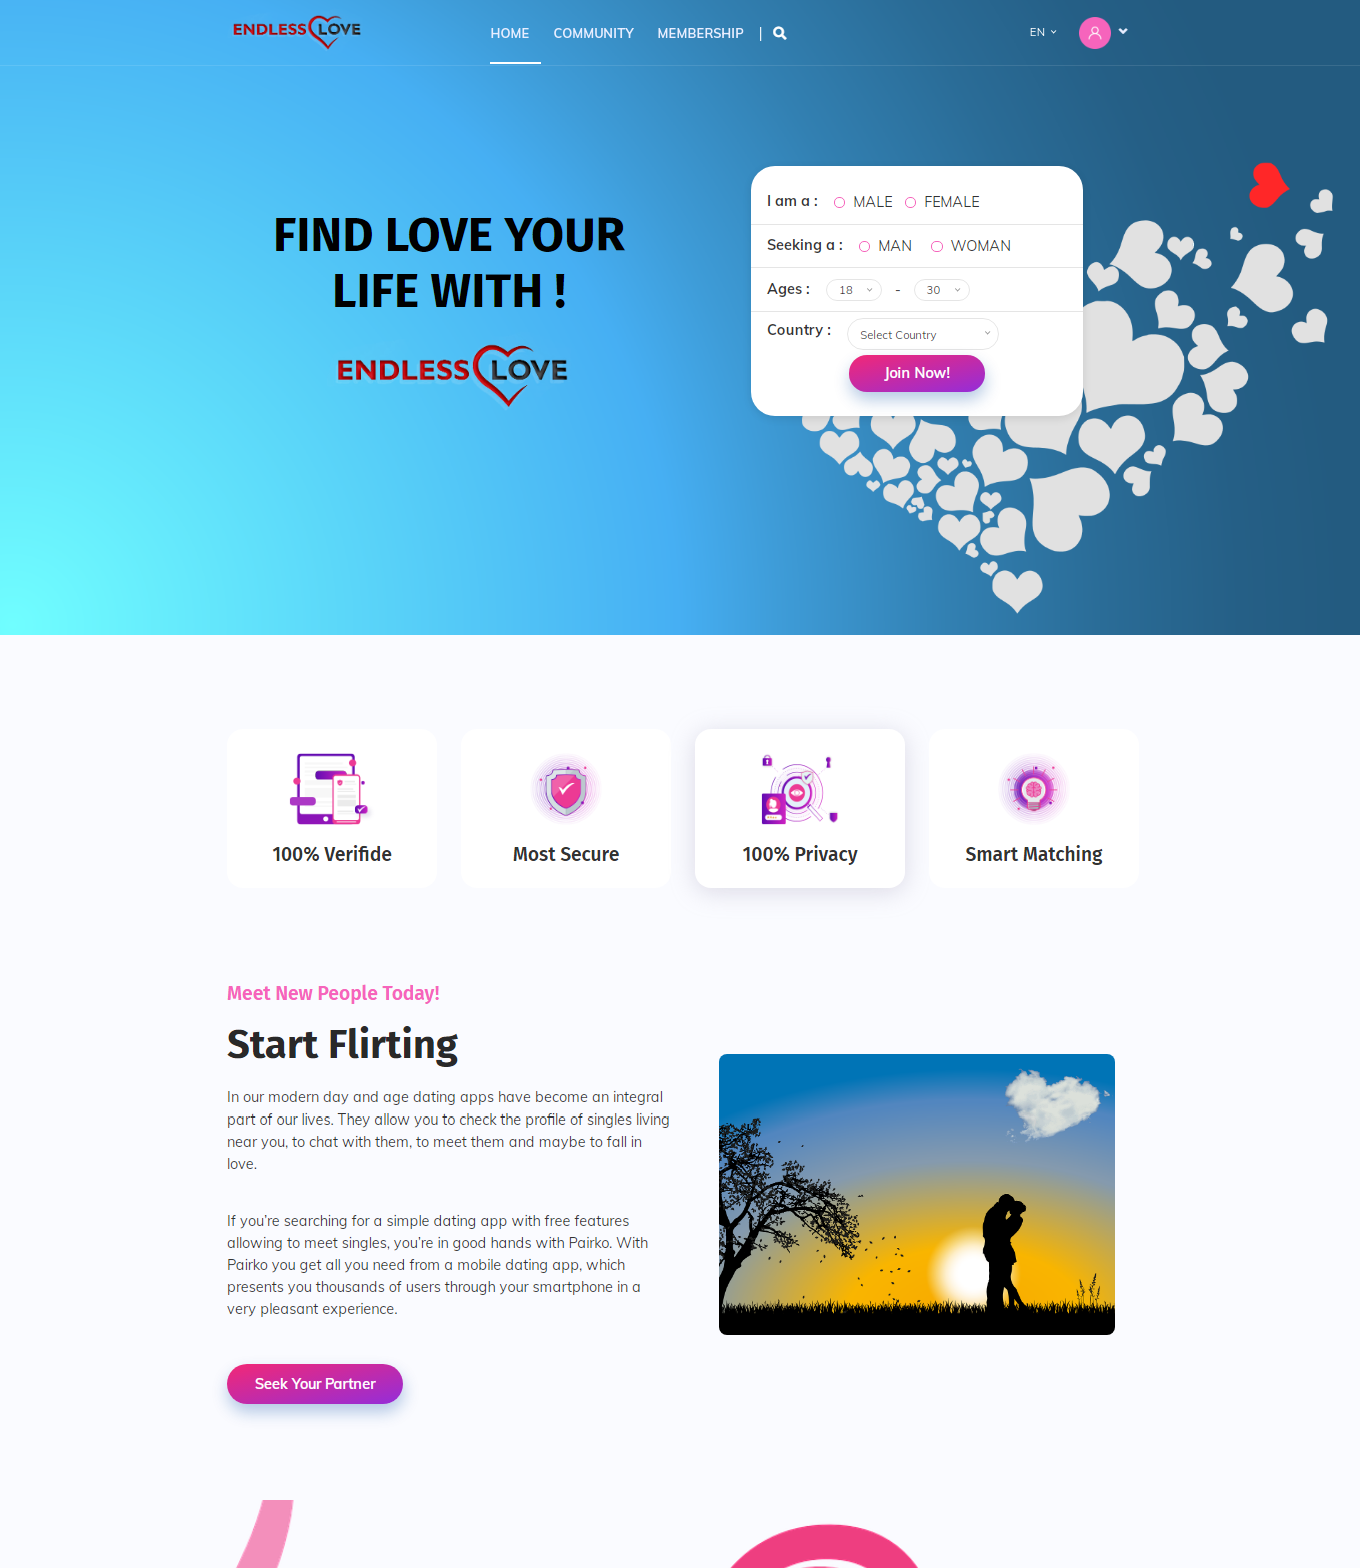 ENDLESS LOVE
HOME COMMUNITY MEMBERSHIP |
EN
FIND LOVE YOUR
LIFE WITH !
ENDLESS LOVE
I am a : MALE FEMALE
Seeking a : MAN WOMAN
Ages : 18 - 30
Country : Select Country
Join Now!
100% Verifide
Most Secure
100% Privacy
Smart Matching
Meet New People Today!
Start Flirting
In our modern day and age dating apps have become an integral
part of our lives. They allow you to check the profile of singles living
near you, to chat with them, to meet them and maybe to fall in
love.
If you're searching for a simple dating app with free features
allowing to meet singles, you're in good hands with Pairko. With
Pairko you get all you need from a mobile dating app, which
presents you thousands of users through your smartphone in a
very pleasant experience.
Seek Your Partner